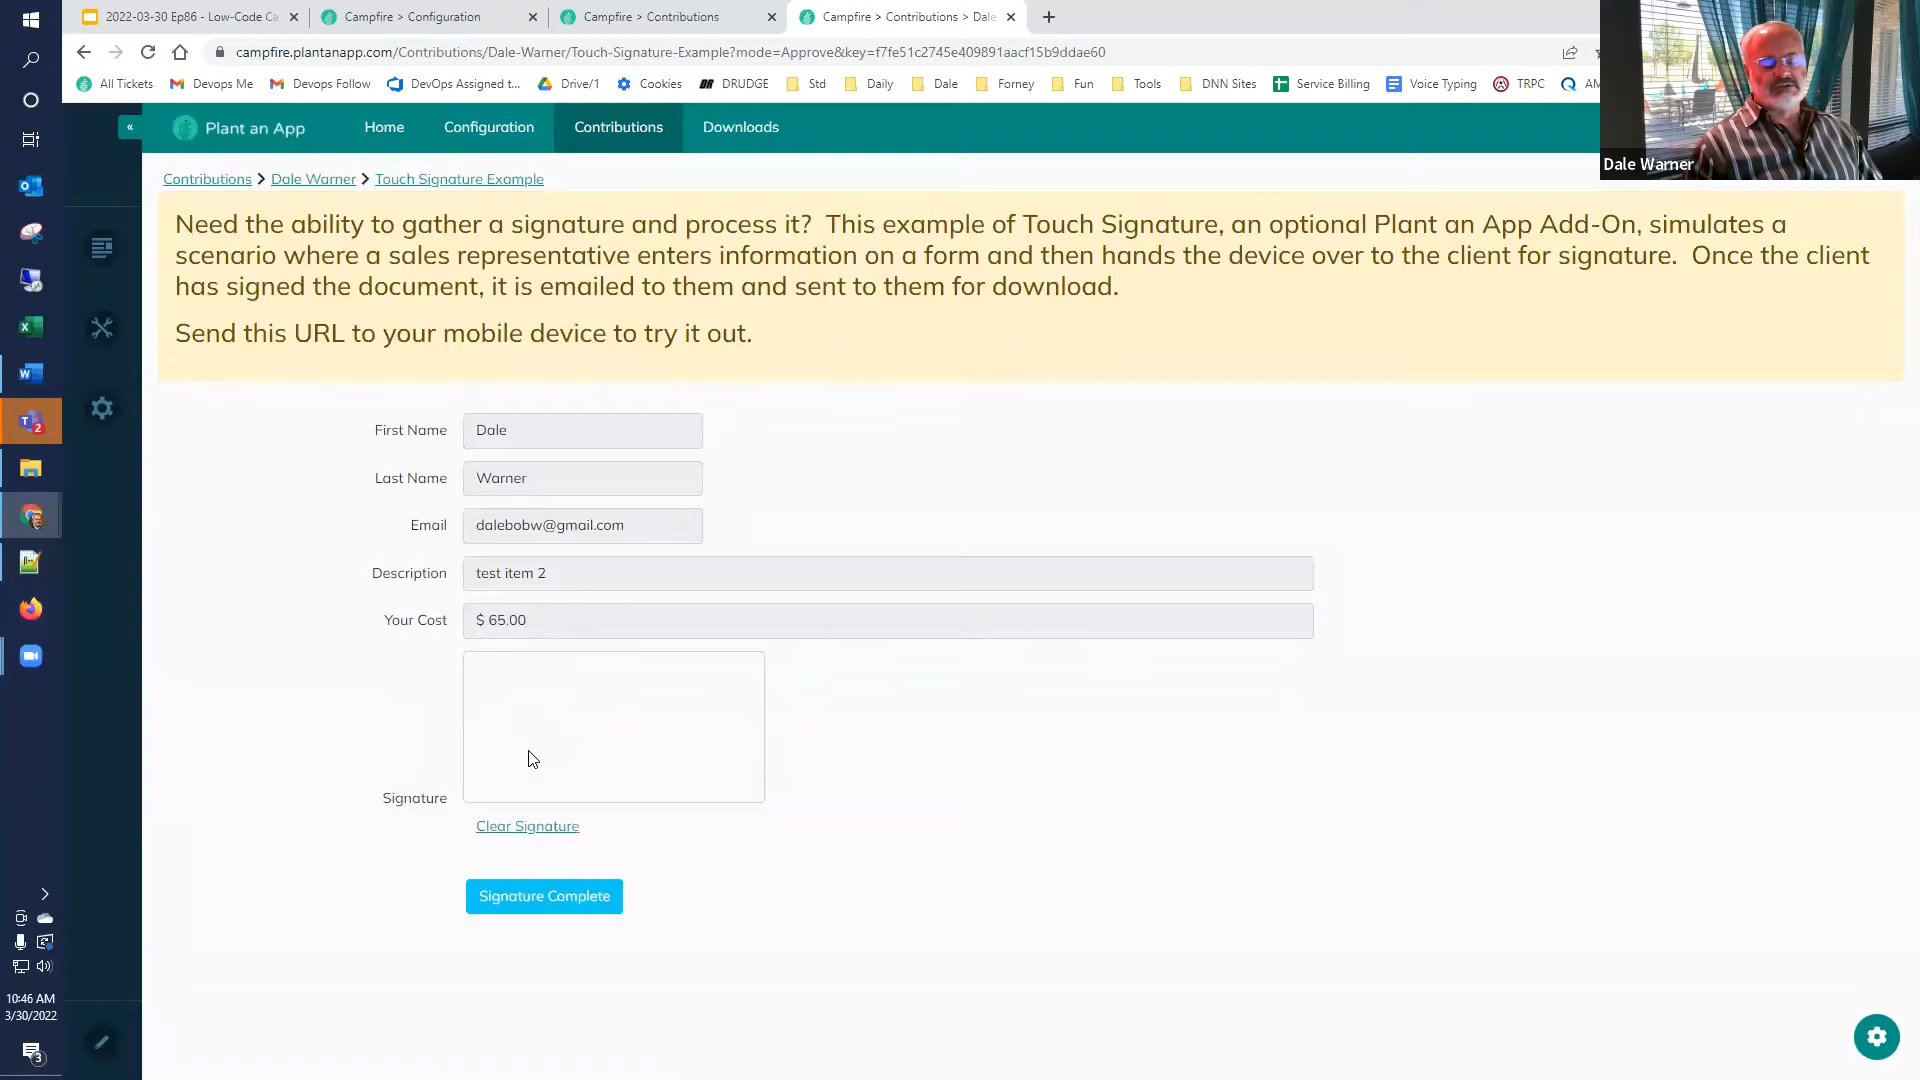 2022-03-30 Ep86 - Low-Code Ca
Campfire > Configuration
Campfire > Contributions
Campfire > Contributions > Dale
campfire.plantanapp.com/Contributions/Dale-Warner/Touch-Signature-Example?mode=Approve&key=f7fe51c2745e409891aacf15b9ddae60
All Tickets
Devops Me
Devops Follow
DevOps Assigned t...
Drive/1
Cookies
DRUDGE
Std
Daily
Dale
Forney
Fun
Tools
DNN Sites
Service Billing
Voice Typing
TRPC
AM
Dale Warner
Plant an App
Home
Configuration
Contributions
Downloads
Contributions > Dale Warner > Touch Signature Example
Need the ability to gather a signature and process it? This example of Touch Signature, an optional Plant an App Add-On, simulates a
scenario where a sales representative enters information on a form and then hands the device over to the client for signature. Once the client
has signed the document, it is emailed to them and sent to them for download.
Send this URL to your mobile device to try it out.
First Name Dale
Last Name Warner
Email dalebobw@gmail.com
Description test item 2
Your Cost $ 65.00
Signature
Clear Signature
Signature Complete
10:46 AM
3/30/2022
3